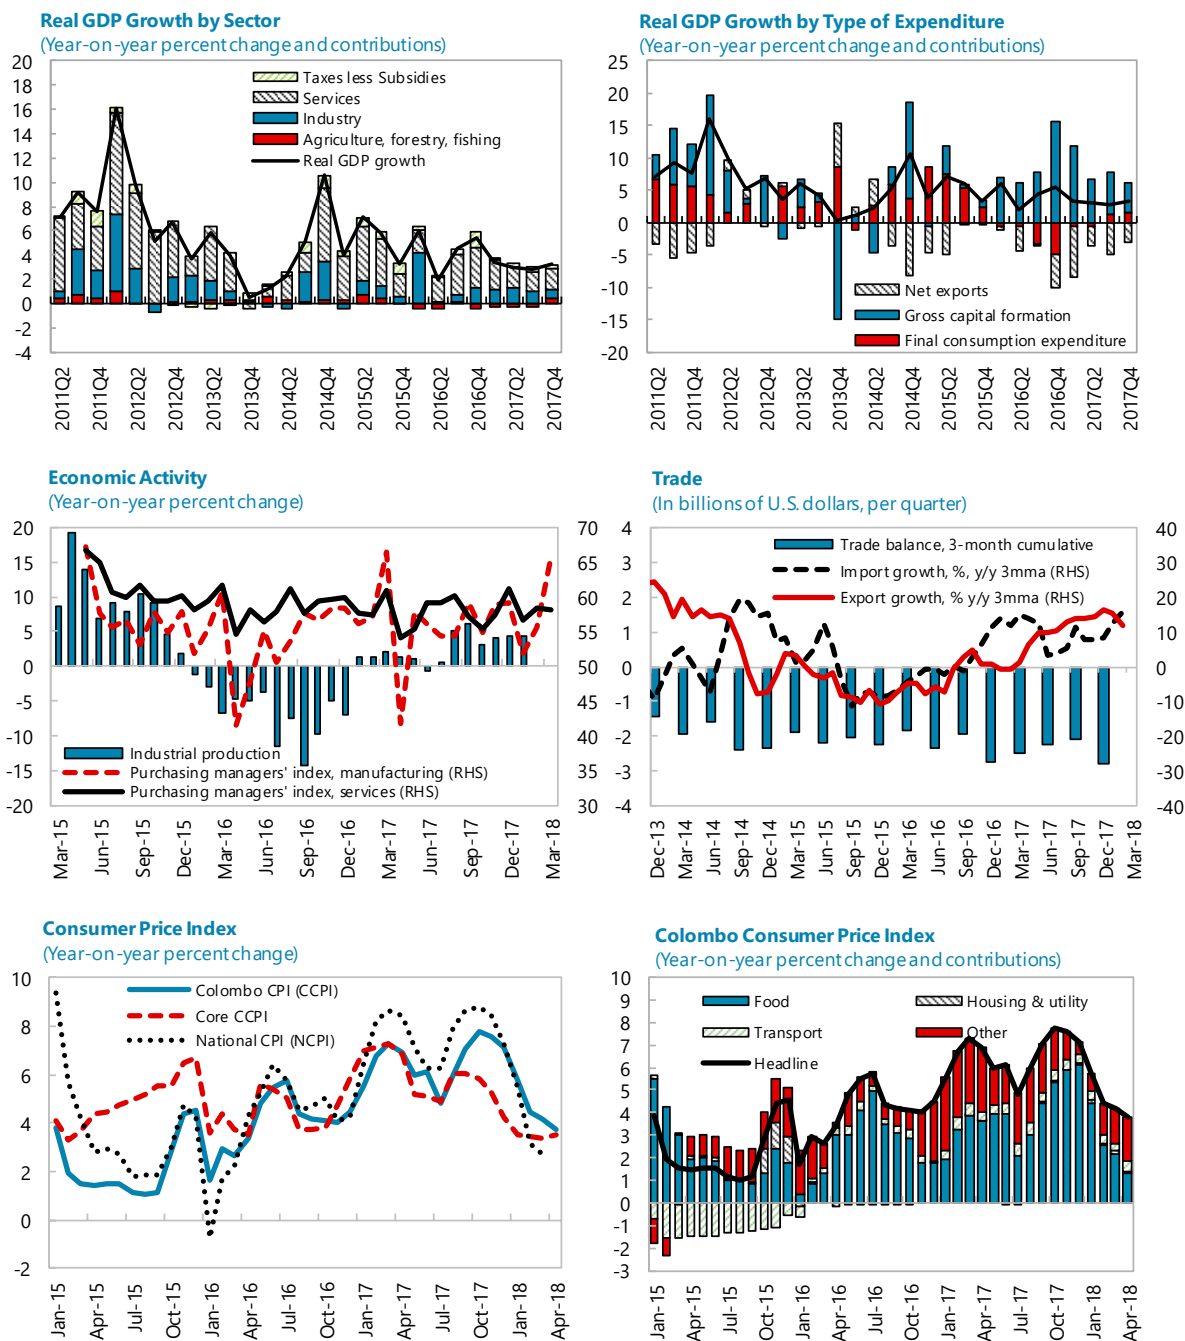 Real GDP Growth by Sector
(Year-on-year percent change and contributions)
20
18
16
14
12
10
8
6
4
2
0
-2
-4
Taxes less Subsidies
Services
Industry
Agriculture, forestry, fishing
Real GDP growth
2011Q2
2011Q4
2012Q2
2012Q4
2013Q2
2013Q4
2014Q2
2014Q4
2015Q2
2015Q4
2016Q2
2016Q4
2017Q2
2017Q4
Real GDP Growth by Type of Expenditure
(Year-on-year percent change and contributions)
25
20
15
10
5
0
-5
-10
-15
-20
Net exports
Gross capital formation
Final consumption expenditure
2011Q2
2011Q4
2012Q2
2012Q4
2013Q2
2013Q4
2014Q2
2014Q4
2015Q2
2015Q4
2016Q2
2016Q4
2017Q2
2017Q4
Economic Activity
(Year-on-year percent change)
20
15
10
5
0
-5
-10
-15
-20
70
65
60
55
50
45
40
35
30
Industrial production
Purchasing managers' index, manufacturing (RHS)
Purchasing managers' index, services (RHS)
Mar-15
Jun-15
Sep-15
Dec-15
Mar-16
Jun-16
Sep-16
Dec-16
Mar-17
Jun-17
Sep-17
Dec-17
Mar-18
Trade
(In billions of U.S. dollars, per quarter)
4
3
2
1
0
-1
-2
-3
-4
40
30
20
10
0
-10
-20
-30
-40
Trade balance, 3-month cumulative
Import growth, %, y/y 3mma (RHS)
Export growth, % y/y 3mma (RHS)
Dec-13
Mar-14
Jun-14
Sep-14
Dec-14
Mar-15
Jun-15
Sep-15
Dec-15
Mar-16
Jun-16
Sep-16
Dec-16
Mar-17
Jun-17
Sep-17
Dec-17
Mar-18
Consumer Price Index
(Year-on-year percent change)
10
8
6
4
2
0
-2
Colombo CPI (CCPI)
Core CCPI
National CPI (NCPI)
Jan-15
Apr-15
Jul-15
Oct-15
Jan-16
Apr-16
Jul-16
Oct-16
Jan-17
Apr-17
Jul-17
Oct-17
Jan-18
Apr-18
Colombo Consumer Price Index
(Year-on-year percent change and contributions)
10
9
8
7
6
5
4
3
2
1
0
-1
-2
-3
Food
Housing & utility
Transport
Other
Headline
Jan-15
Apr-15
Jul-15
Oct-15
Jan-16
Apr-16
Jul-16
Oct-16
Jan-17
Apr-17
Jul-17
Oct-17
Jan-18
Apr-18